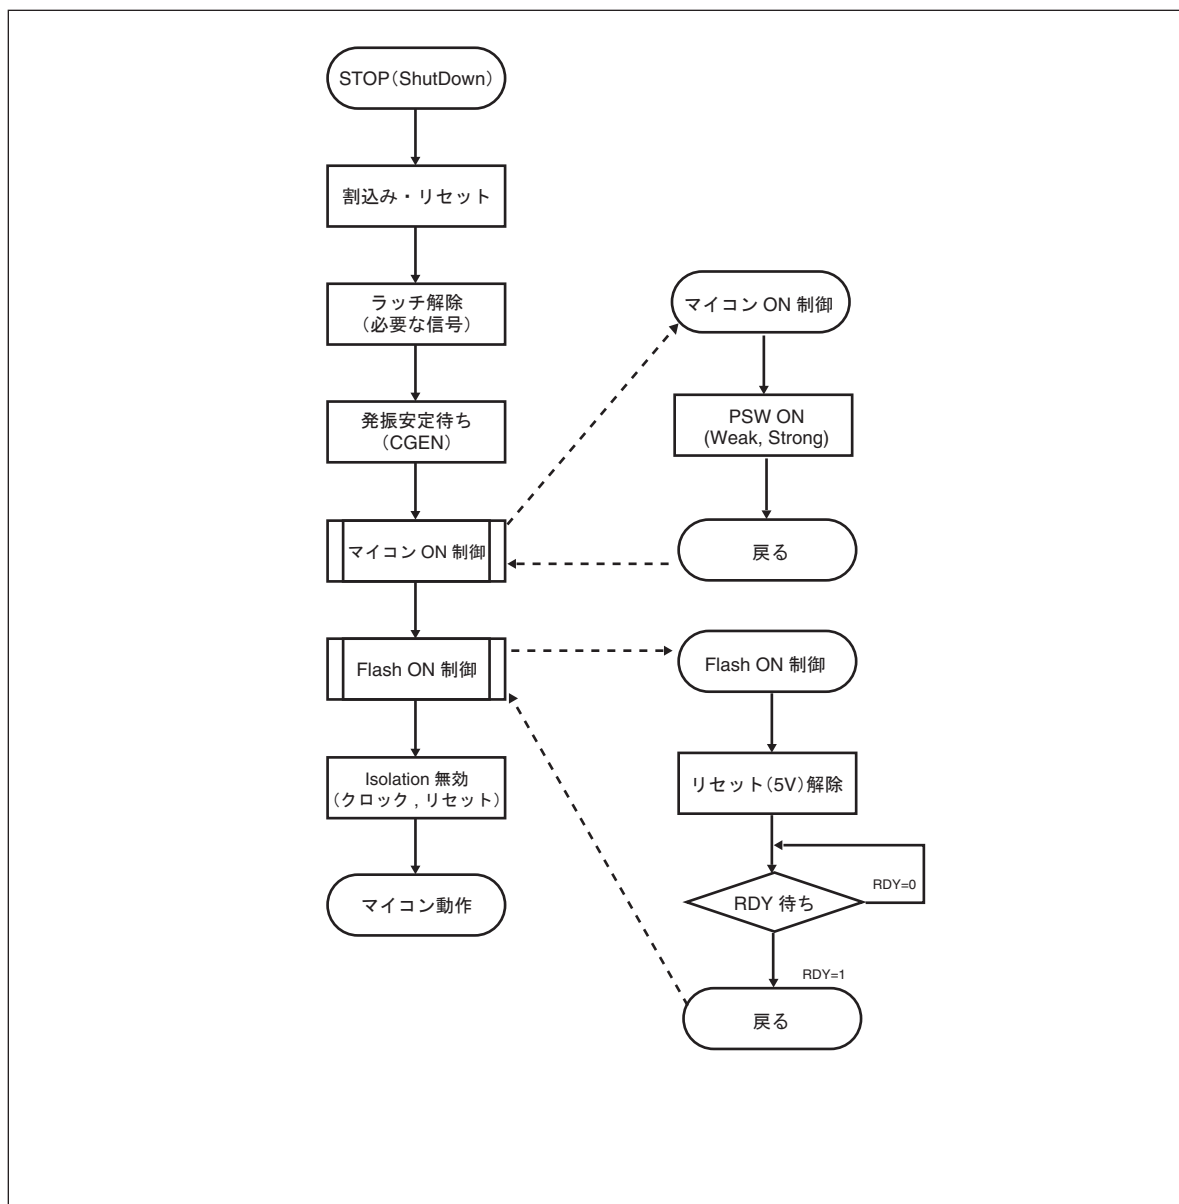 STOP（ShutDown）
割込み・リセット
ラッチ解除
（必要な信号）
発振安定待ち
（CGEN）
マイコン ON 制御
Flash ON 制御
Isolation 無効
（クロック , リセット）
マイコン動作
マイコン ON 制御
PSW ON
(Weak, Strong)
戻る
Flash ON 制御
リセット（5V）解除
RDY 待ち
RDY=0
RDY=1
戻る